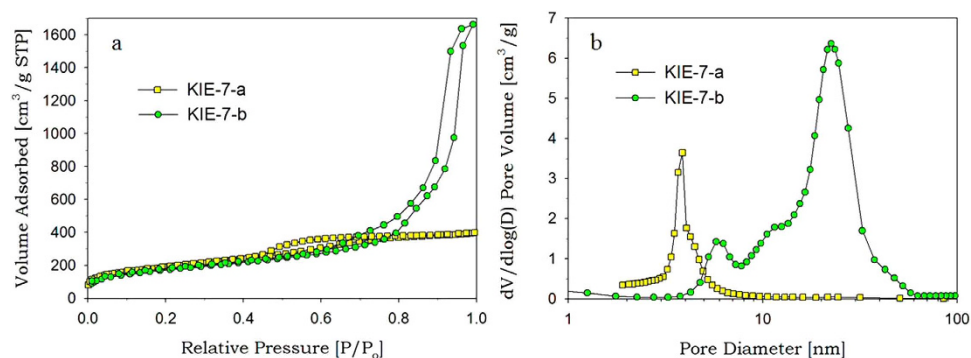 a
KIE-7-a
KIE-7-b
Volume Adsorbed [cm³/g STP]
1600
1400
1200
1000
800
600
400
200
0
0.0 0.2 0.4 0.6 0.8 1.0
Relative Pressure [P/Pₒ]
b
KIE-7-a
KIE-7-b
dV/dlog(D) Pore Volume [cm³/g]
7
6
5
4
3
2
1
0
1 10 100
Pore Diameter [nm]